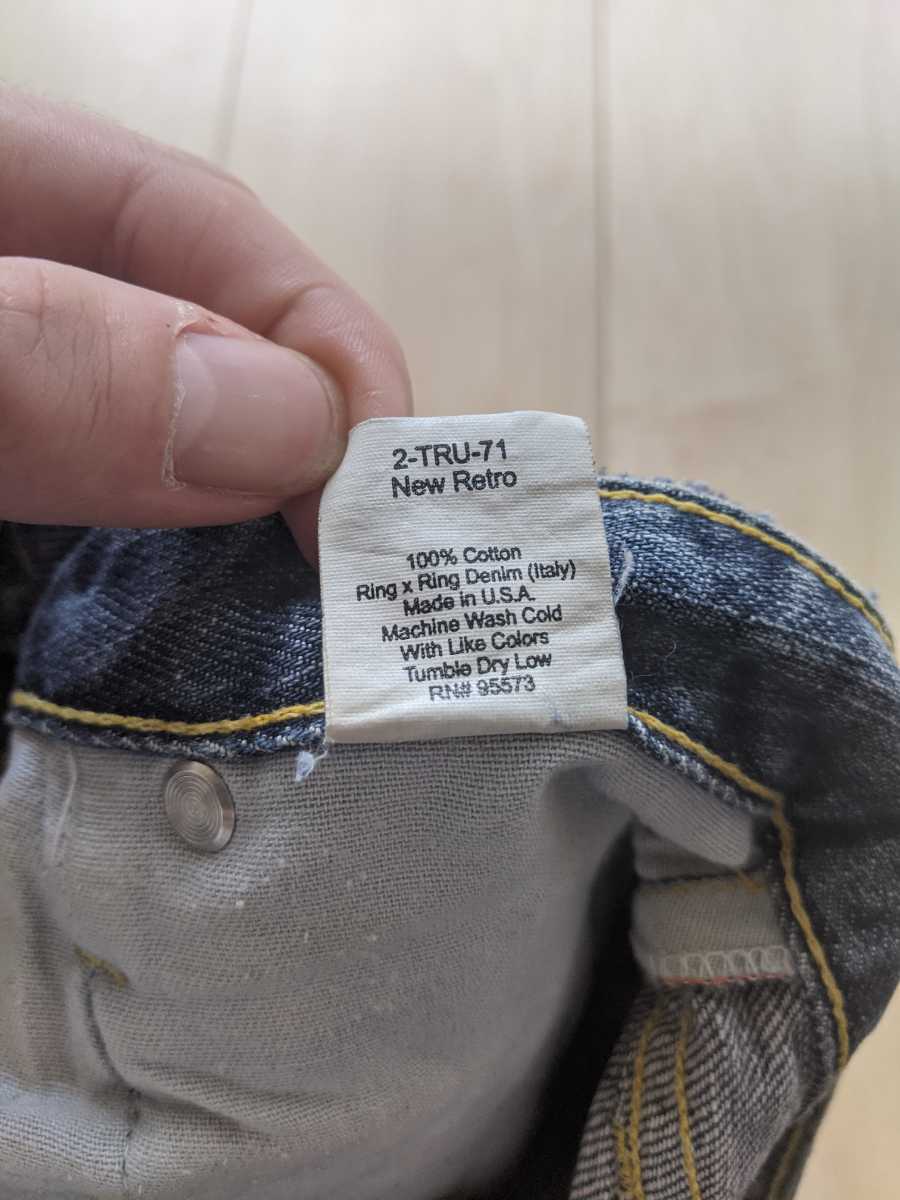 2-TRU-71
New Retro
100% Cotton
Ring x Ring Denim (Italy)
Made in U.S.A.
Machine Wash Cold
With Like Colors
Tumble Dry Low
RN# 95573